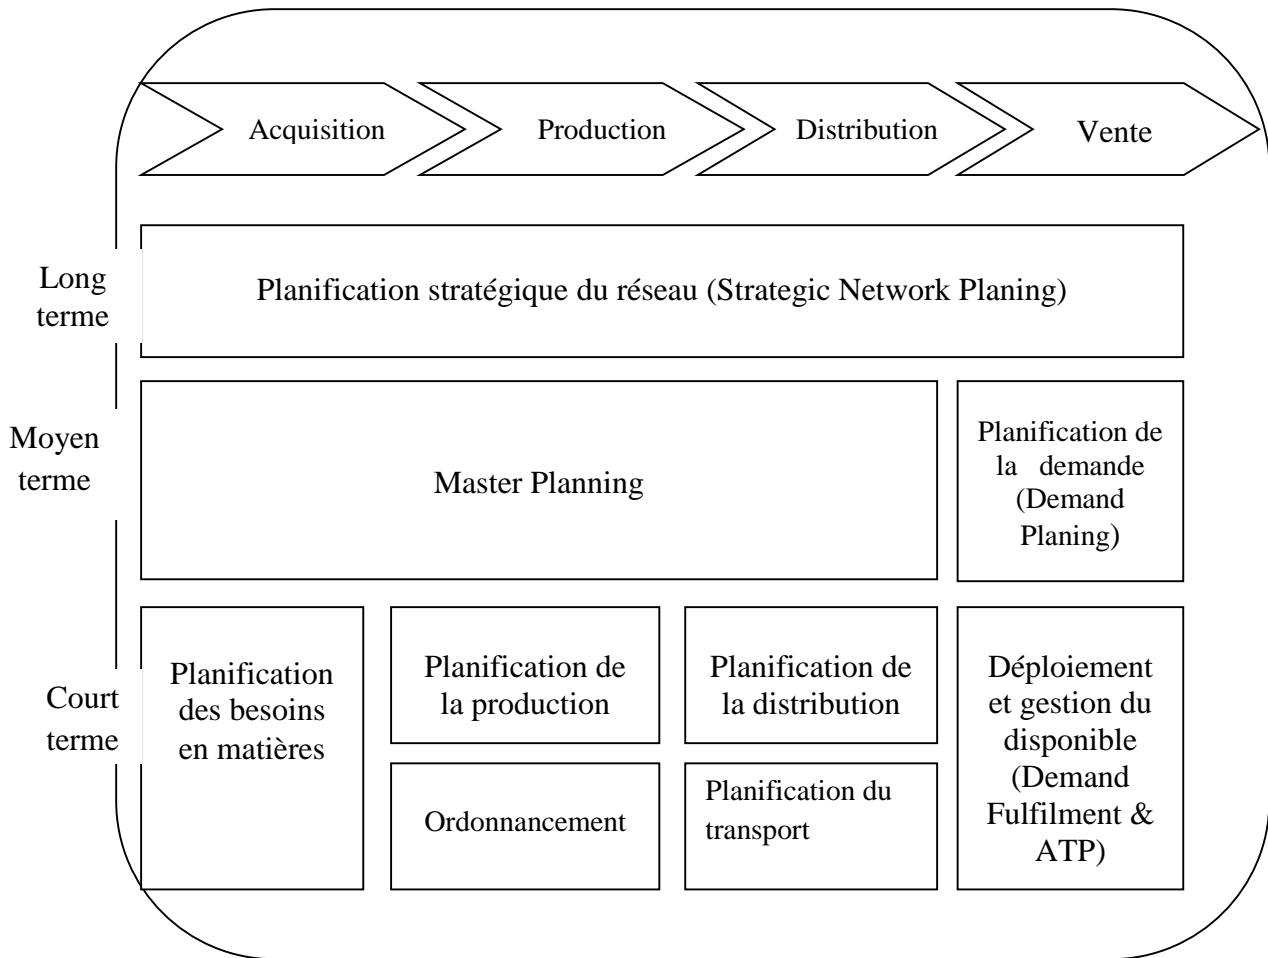 Acquisition
Production
Distribution
Vente
Long
terme
Planification stratégique du réseau (Strategic Network Planing)
Moyen
terme
Master Planning
Planification de
la demande
(Demand
Planing)
Court
terme
Planification
des besoins
en matières
Planification de
la production
Planification de
la distribution
Déploiement
et gestion du
disponible
(Demand
Fulfilment &
ATP)
Ordonnancement
Planification du
transport